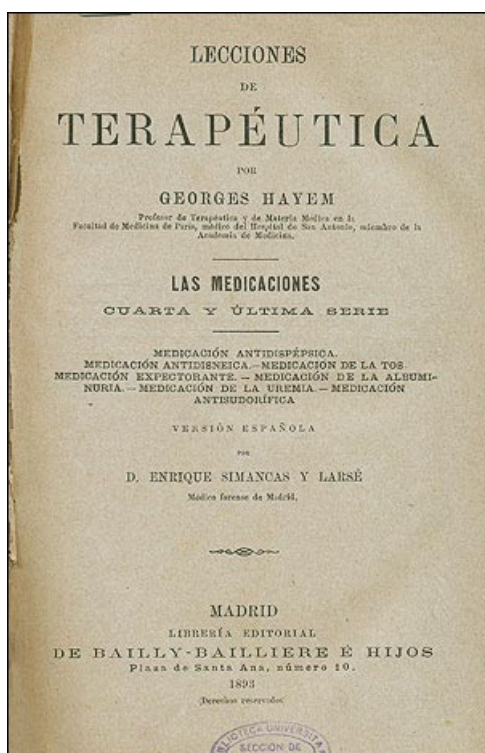 LECCIONES
DE
TERAPÉUTICA
POR
GEORGES HAYEM
Profesor de Terapéutica y de Materia Médica en la
Facultad de Medicina de París, médico del Hospital de San Antonio, miembro de la
Academia de Medicina.
LAS MEDICACIONES
CUARTA Y ÚLTIMA SERIE
MEDICACIÓN ANTIDISPÉPSICA.
MEDICACIÓN ANTIDISNEICA.—MEDICACIÓN DE LA TOS
MEDICACIÓN EXPECTORANTE. — MEDICACIÓN DE LA ALBUMI-
NURIA. — MEDICACIÓN DE LA UREMIA. — MEDICACIÓN
ANTISUDORÍFICA
VERSIÓN ESPAÑOLA
POR
D. ENRIQUE SIMANCAS Y LARSÉ
Médico forense de Madrid.
MADRID
LIBRERÍA EDITORIAL
DE BAILLY-BAILLIERE É HIJOS
Plaza de Santa Ana, número 10.
1893
(Derechos reservados)
BLIOTECA UNIVERSITA
SECCION DE